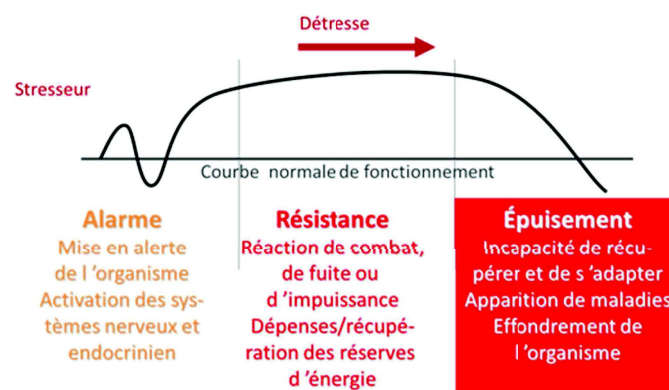 Détresse
Stresseur
Courbe normale de fonctionnement
Alarme
Mise en alerte
de l ’organisme
Activation des sys-
tèmes nerveux et
endocrinien
Résistance
Réaction de combat,
de fuite ou
d ’impuissance
Dépenses/récupé-
ration des réserves
d ’énergie
Épuisement
Incapacité de récu-
pérer et de s ’adapter
Apparition de maladies
Effondrement de
l ’organisme